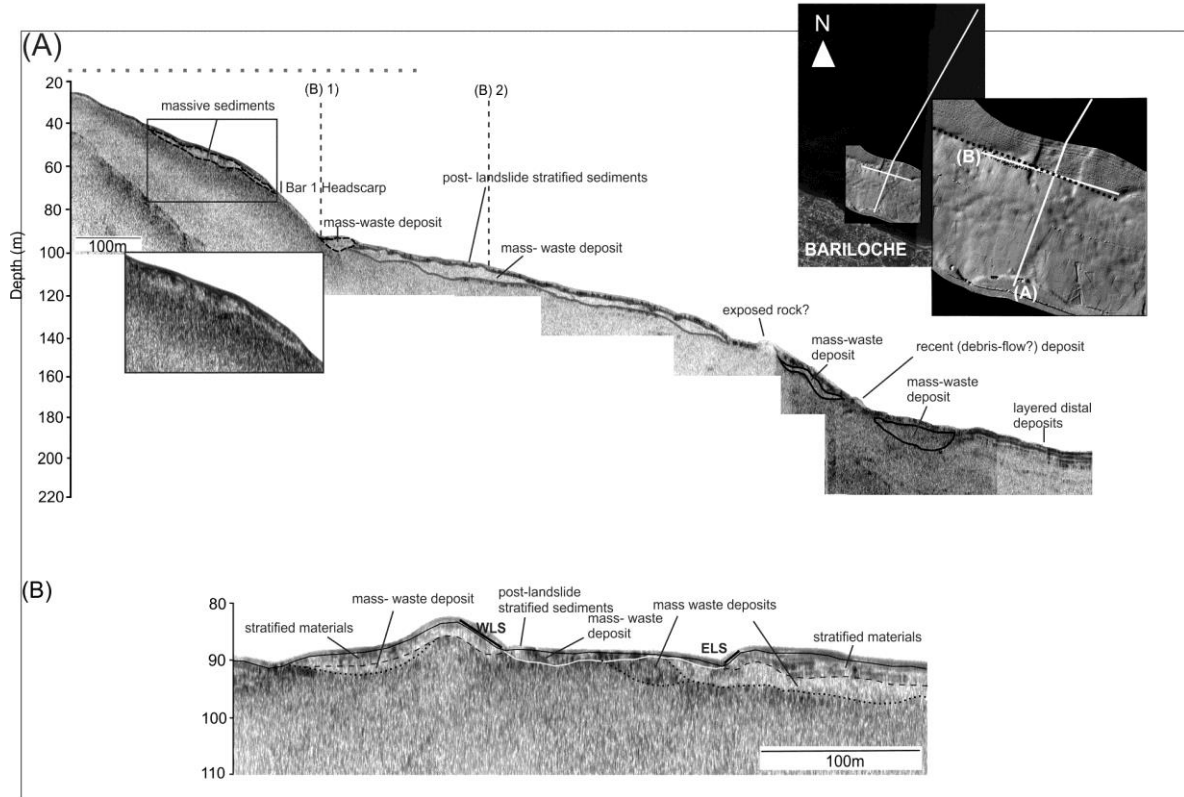 (A)
N
20
40
60
80
100
120
140
160
180
200
220
Depth (m)
massive sediments
(B) 1)
(B) 2)
Bar 1 Headscarp
post- landslide stratified sediments
mass-waste deposit
mass- waste deposit
100m
exposed rock?
mass-waste
deposit
recent (debris-flow?) deposit
mass-waste
deposit
layered distal
deposits
BARILOCHE
(B)
(A)
(B)
80
90
100
110
stratified materials
mass- waste deposit
WLS
post-landslide
stratified sediments
mass- waste
deposit
mass waste deposits
ELS
stratified materials
100m